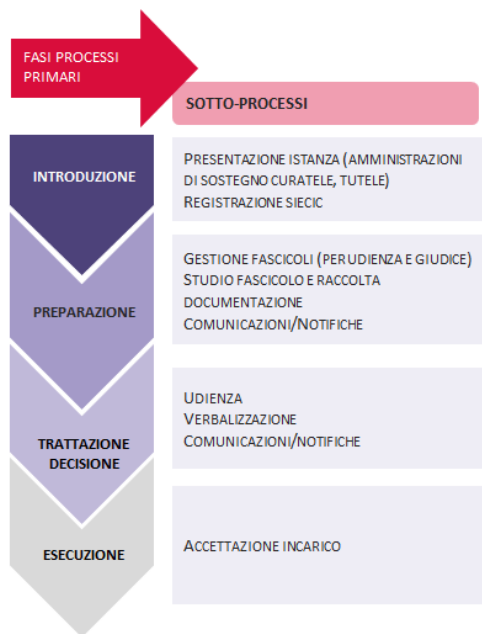 FASI PROCESSI
PRIMARI
SOTTO-PROCESSI
INTRODUZIONE
PRESENTAZIONE ISTANZA (AMMINISTRAZIONI
DI SOSTEGNO CURATELE, TUTELE)
REGISTRAZIONE SIECIC
PREPARAZIONE
GESTIONE FASCICOLI (PER UDIENZA E GIUDICE)
STUDIO FASCICOLO E RACCOLTA
DOCUMENTAZIONE
COMUNICAZIONI/NOTIFICHE
TRATTAZIONE
DECISIONE
UDIENZA
VERBALIZZAZIONE
COMUNICAZIONI/NOTIFICHE
ESECUZIONE
ACCETTAZIONE INCARICO